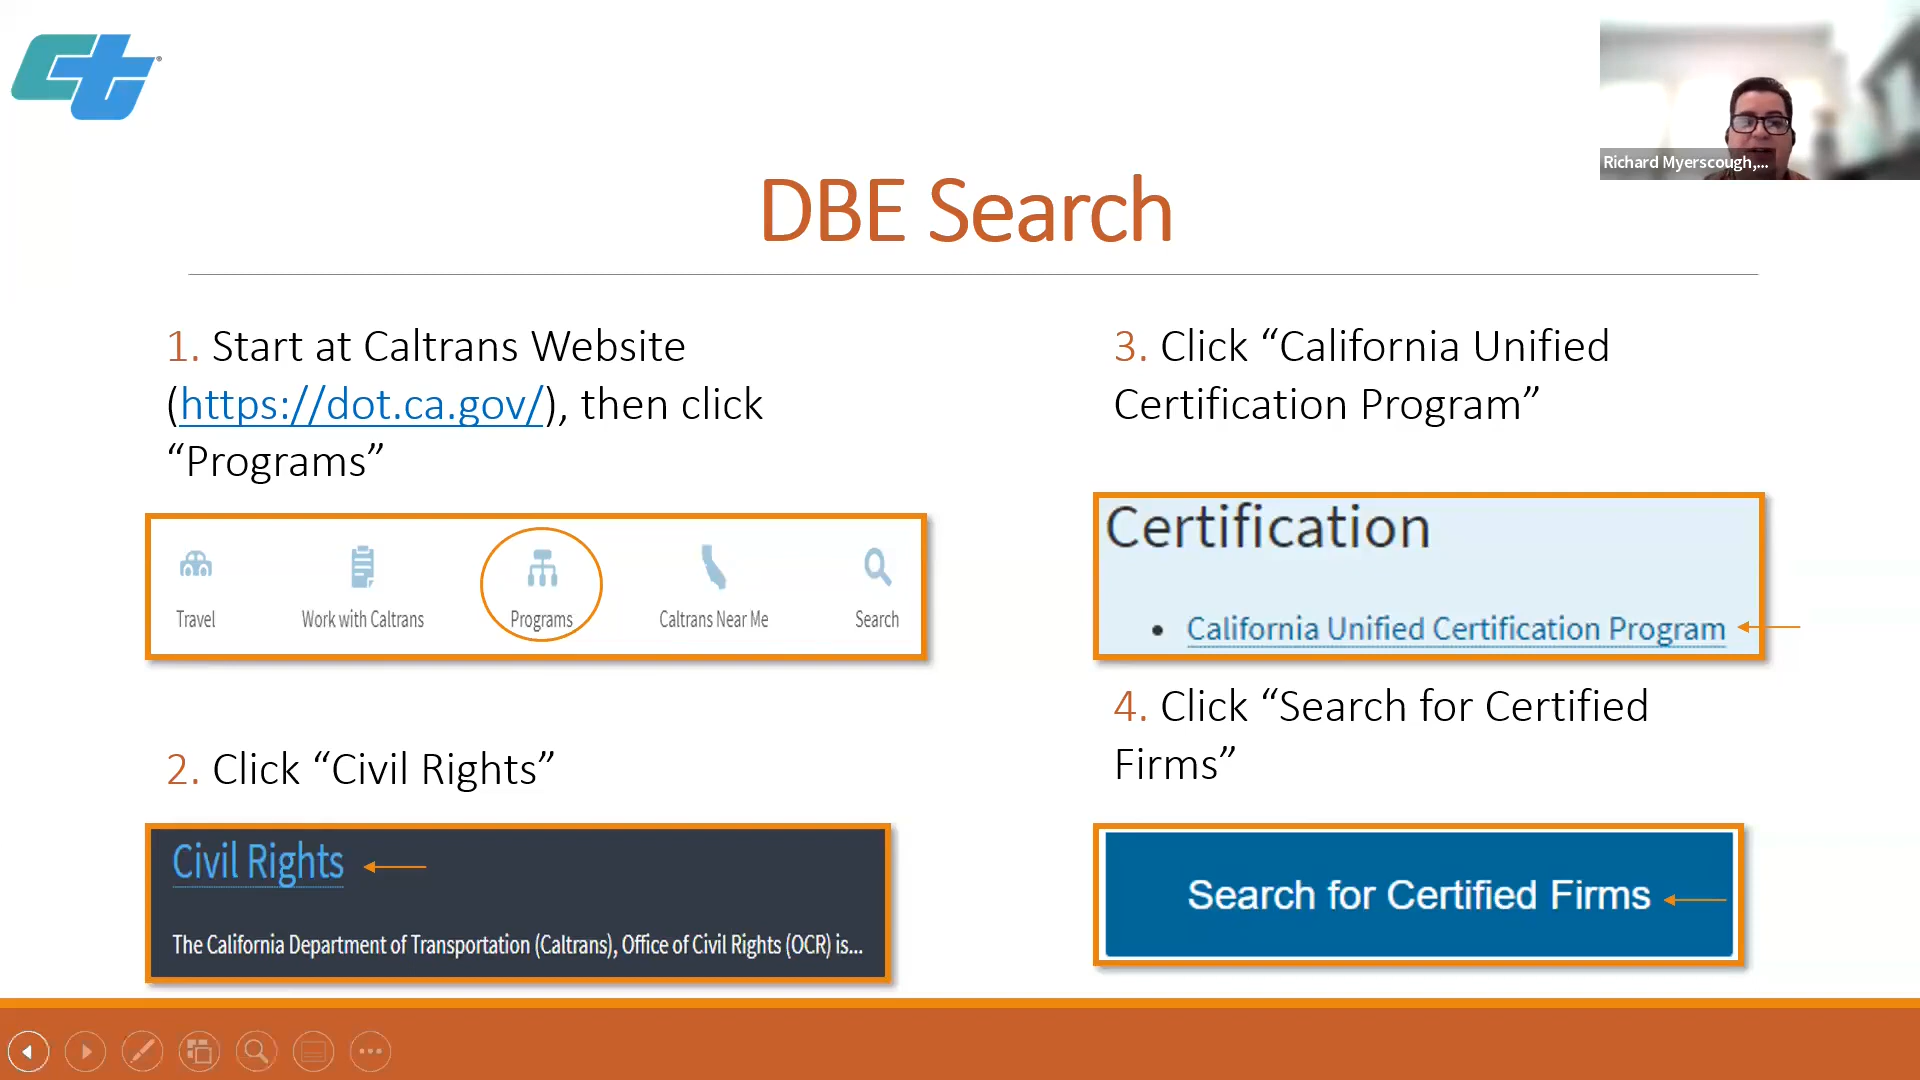 Richard Myerscough,...
DBE Search
1. Start at Caltrans Website
(https://dot.ca.gov/), then click
“Programs”
Travel
Work with Caltrans
Programs
Caltrans Near Me
Search
2. Click “Civil Rights”
Civil Rights
The California Department of Transportation (Caltrans), Office of Civil Rights (OCR) is...
3. Click “California Unified
Certification Program”
Certification
• California Unified Certification Program
4. Click “Search for Certified
Firms”
Search for Certified Firms